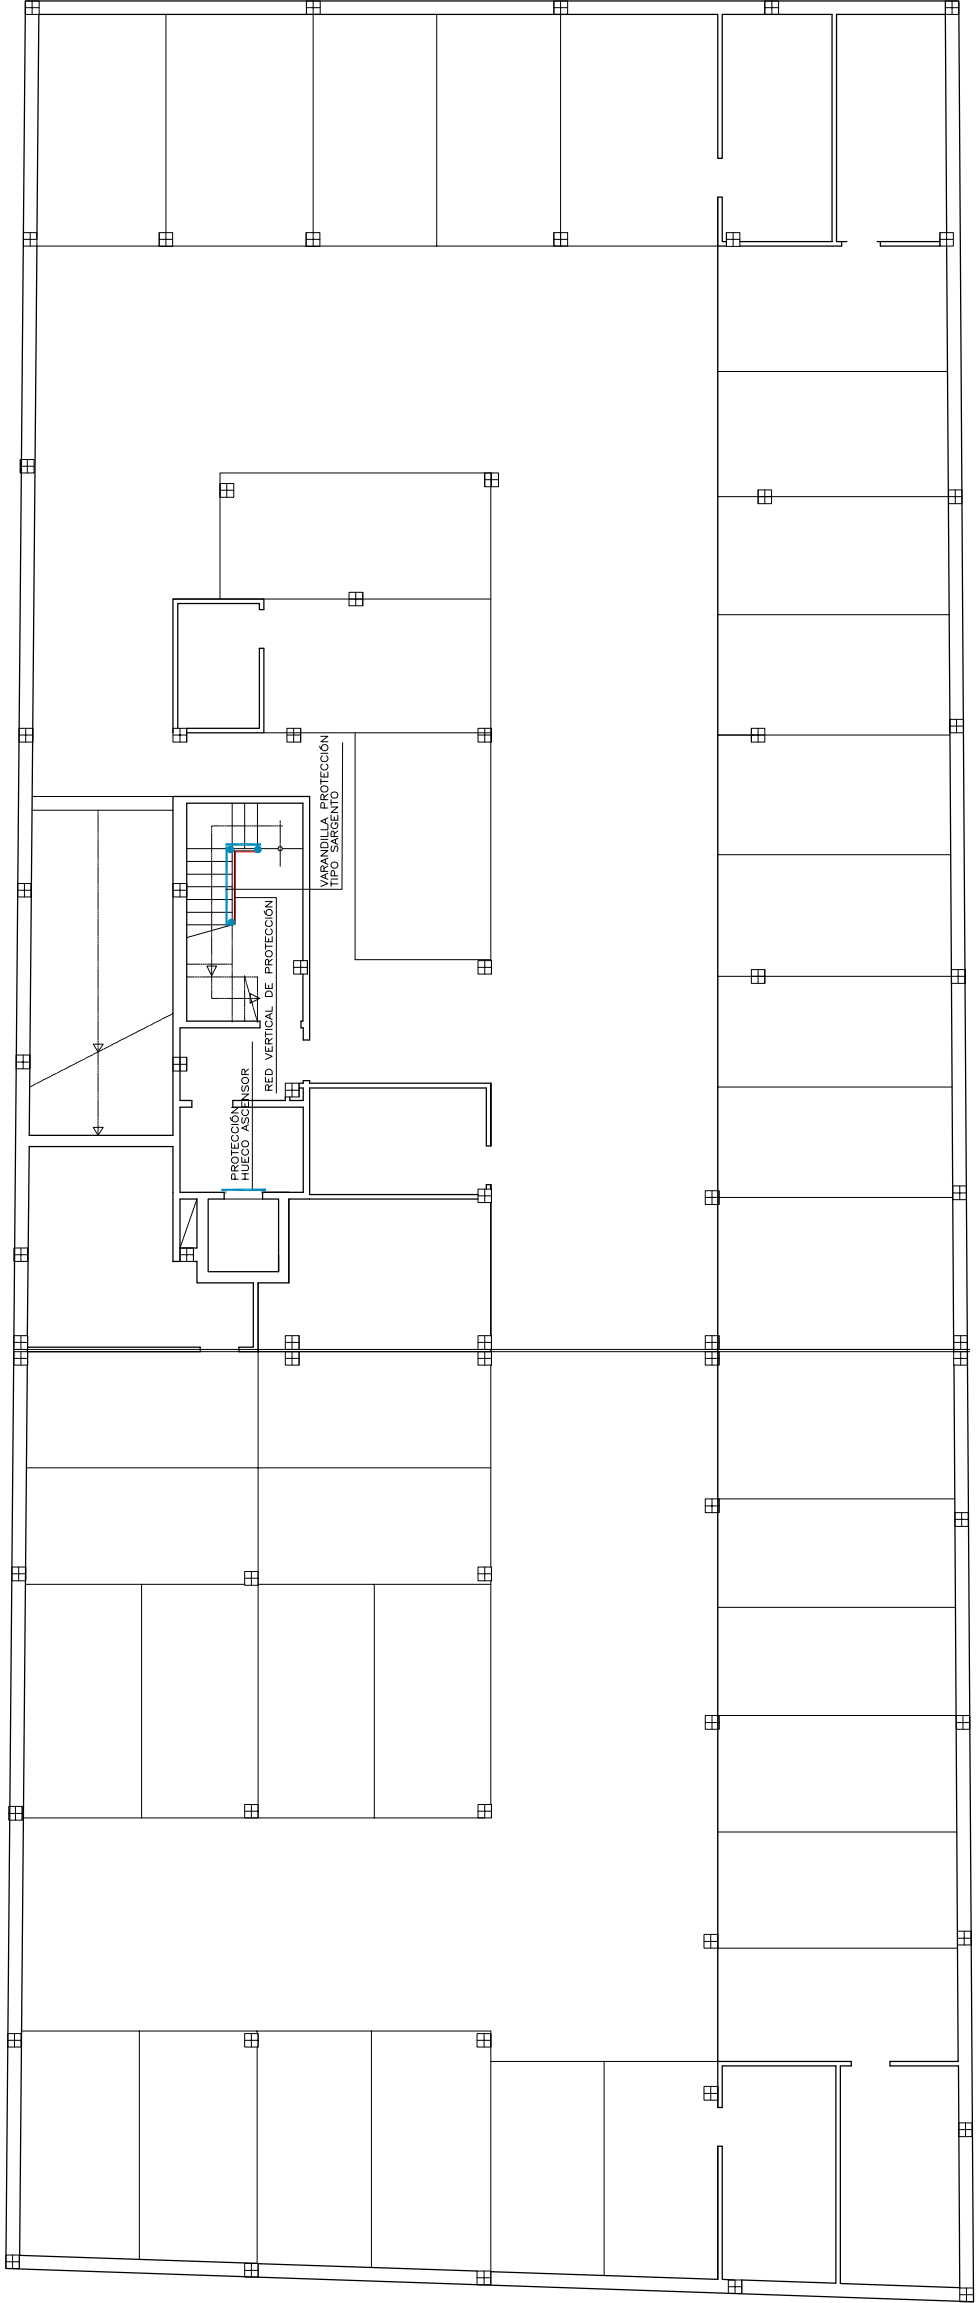 VARANDILLA PROTECCIÓN
TIPO SARGENTO
RED VERTICAL DE PROTECCIÓN
PROTECCIÓN
HUECO ASCENSOR